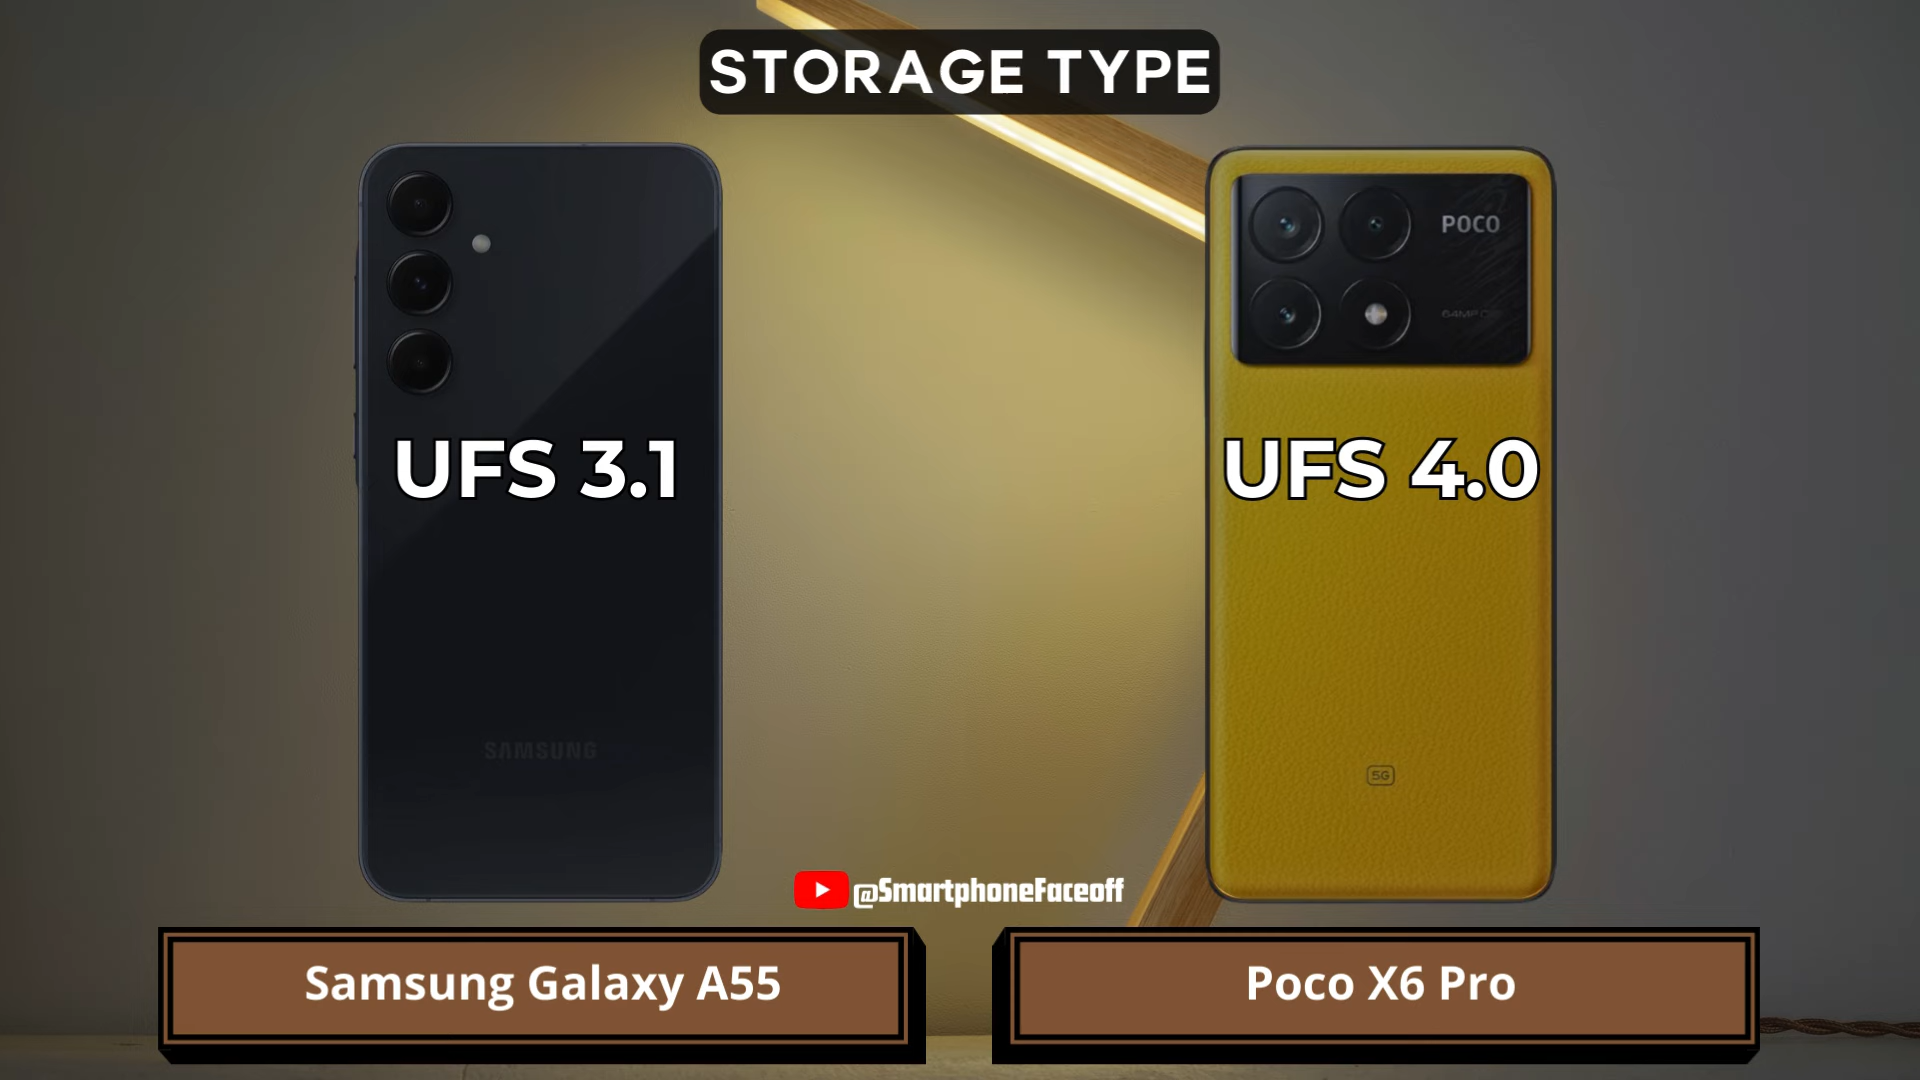 STORAGE TYPE
POCO
UFS 3.1
UFS 4.0
SAMSUNG
5G
@SmartphoneFaceoff
Samsung Galaxy A55
Poco X6 Pro